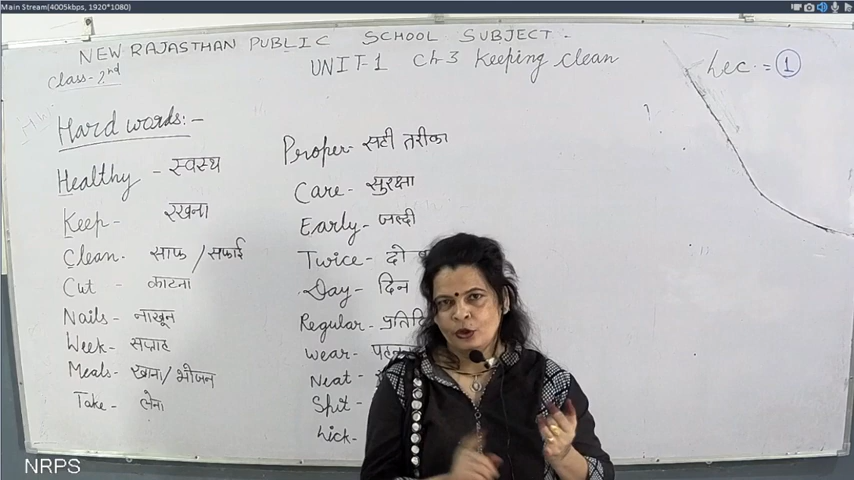 Main Stream(4005kbps, 1920*1080)
NEW RAJASTHAN PUBLIC SCHOOL SUBJECT -
Class - 2nd
UNIT-1 Ch-3 Keeping clean
Lec. = 1
Hard words:-
Healthy - स्वस्थ
Keep - रखना
Clean. साफ / सफाई
Cut - काटना
Nails - नाखून
Week - सप्ताह
Meals - खाना / भोजन
Take - लेना
Proper - सही तरीका
Care - सुरक्षा
Early - जल्दी
Twice - दो
Day - दिन
Regular -
Wear -
Neat -
Spit -
Lick -
NRPS